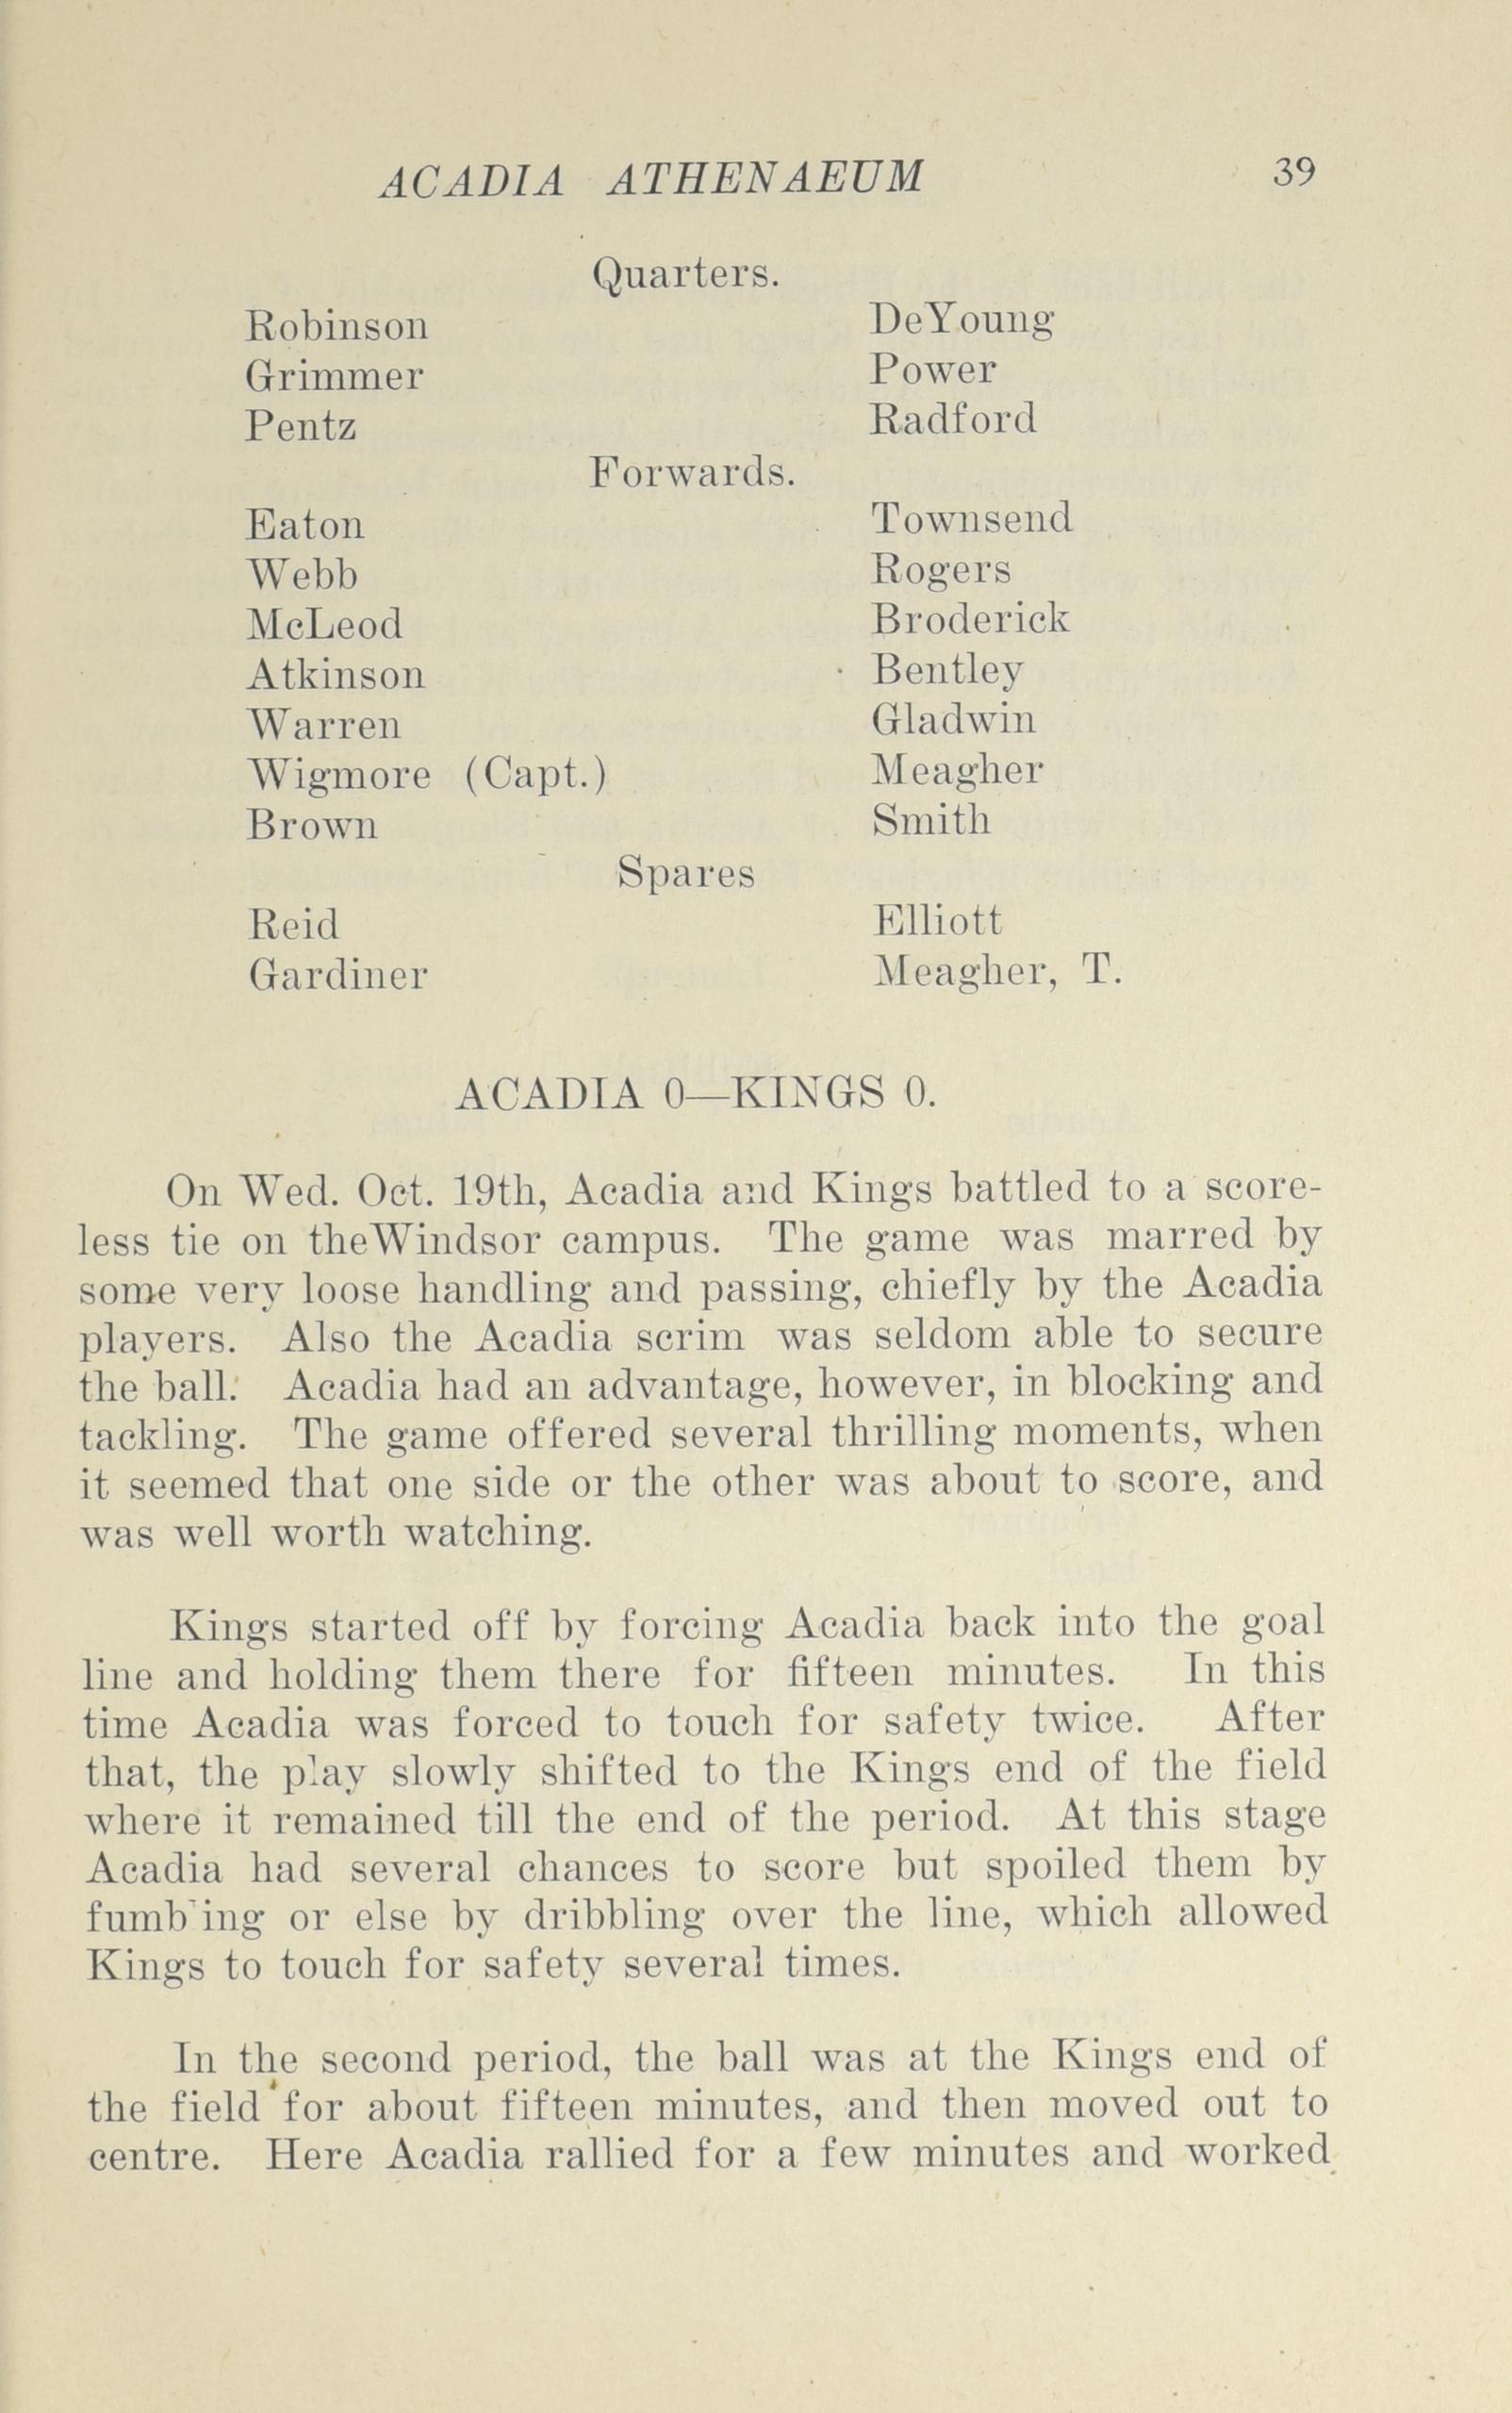 ACADIA ATHENAEUM 39
Quarters.
Robinson DeYoung
Grimmer Power
Pentz Radford
Forwards.
Eaton Townsend
Webb Rogers
McLeod Broderick
Atkinson Bentley
Warren Gladwin
Wigmore (Capt.) Meagher
Brown Smith
Spares
Reid Elliott
Gardiner Meagher, T.
ACADIA 0—KINGS 0.
On Wed. Oct. 19th, Acadia and Kings battled to a score-
less tie on theWindsor campus. The game was marred by
some very loose handling and passing, chiefly by the Acadia
players. Also the Acadia scrim was seldom able to secure
the ball. Acadia had an advantage, however, in blocking and
tackling. The game offered several thrilling moments, when
it seemed that one side or the other was about to score, and
was well worth watching.
Kings started off by forcing Acadia back into the goal
line and holding them there for fifteen minutes. In this
time Acadia was forced to touch for safety twice. After
that, the play slowly shifted to the Kings end of the field
where it remained till the end of the period. At this stage
Acadia had several chances to score but spoiled them by
fumbling or else by dribbling over the line, which allowed
Kings to touch for safety several times.
In the second period, the ball was at the Kings end of
the field for about fifteen minutes, and then moved out to
centre. Here Acadia rallied for a few minutes and worked